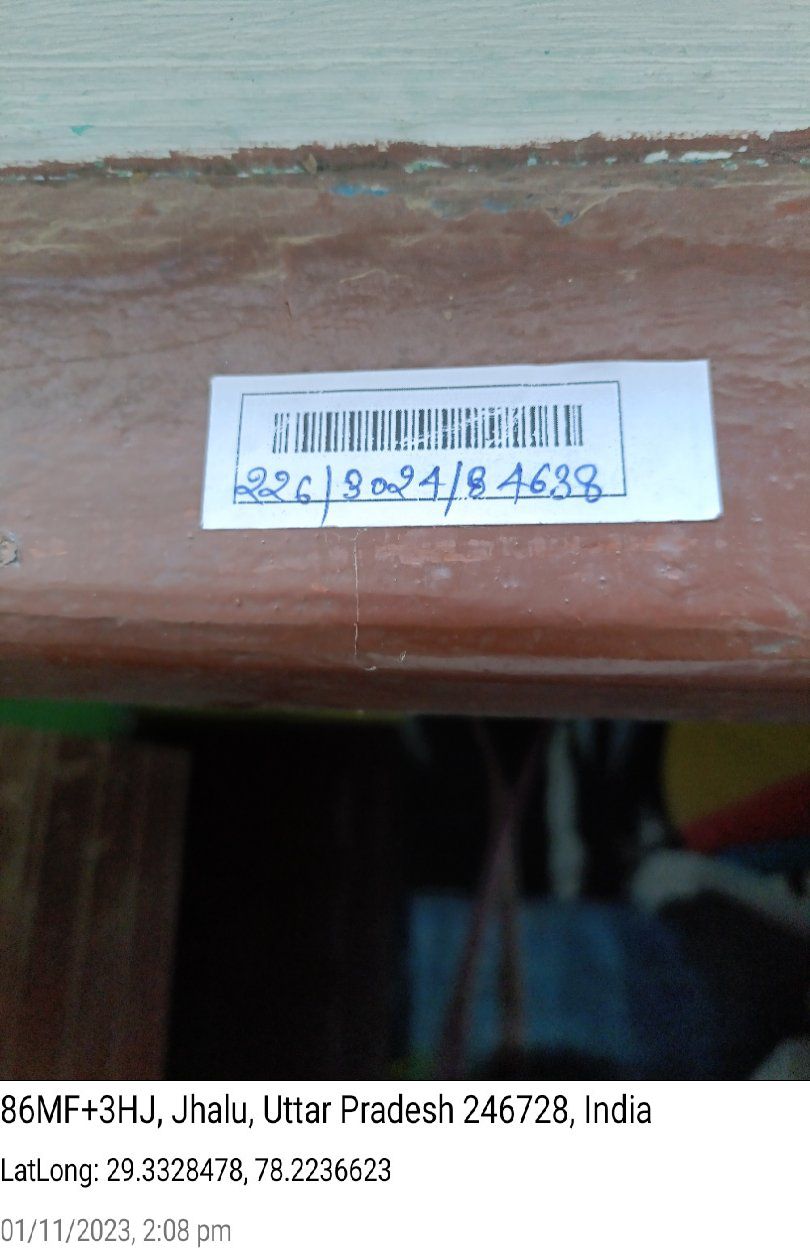 226/3024/84638
86MF+3HJ, Jhalu, Uttar Pradesh 246728, India
LatLong: 29.3328478, 78.2236623
01/11/2023, 2:08 pm